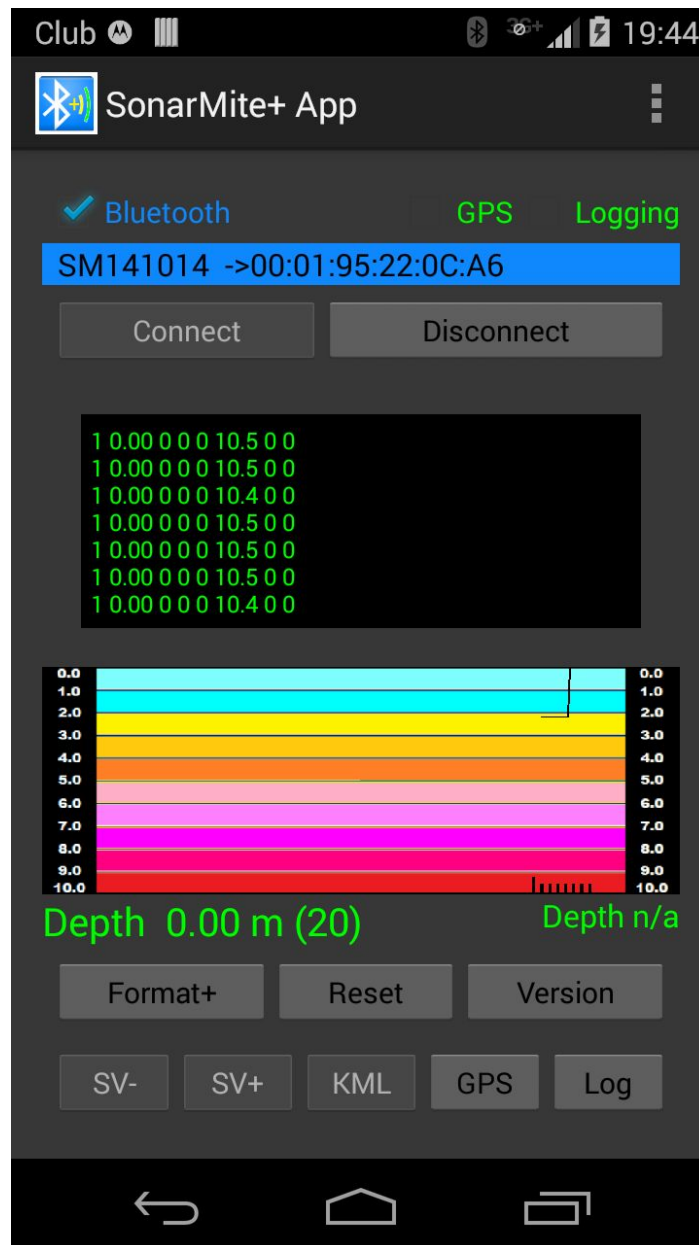 Club 3G+ 19:44
SonarMite+ App
Bluetooth GPS Logging
SM141014 ->00:01:95:22:0C:A6
Connect Disconnect
1 0.00 0 0 0 10.5 0 0
1 0.00 0 0 0 10.5 0 0
1 0.00 0 0 0 10.4 0 0
1 0.00 0 0 0 10.5 0 0
1 0.00 0 0 0 10.5 0 0
1 0.00 0 0 0 10.5 0 0
1 0.00 0 0 0 10.4 0 0
0.0 0.0
1.0 1.0
2.0 2.0
3.0 3.0
4.0 4.0
5.0 5.0
6.0 6.0
7.0 7.0
8.0 8.0
9.0 9.0
10.0 10.0
Depth 0.00 m (20) Depth n/a
Format+ Reset Version
SV- SV+ KML GPS Log